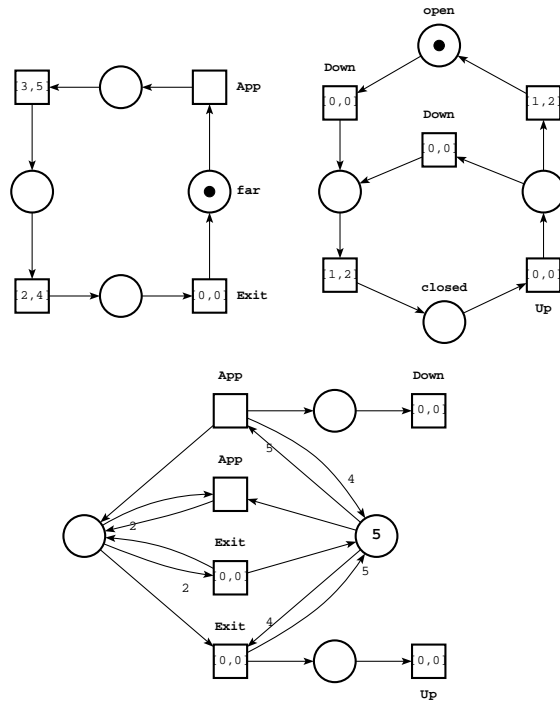 open
Down
[3,5]
App
[0,0]
[1,2]
Down
[0,0]
far
[2,4]
[0,0]
Exit
[1,2]
closed
[0,0]
Up
App
Down
[0,0]
5
4
App
2
5
Exit
[0,0]
2
5
4
Exit
[0,0]
[0,0]
Up